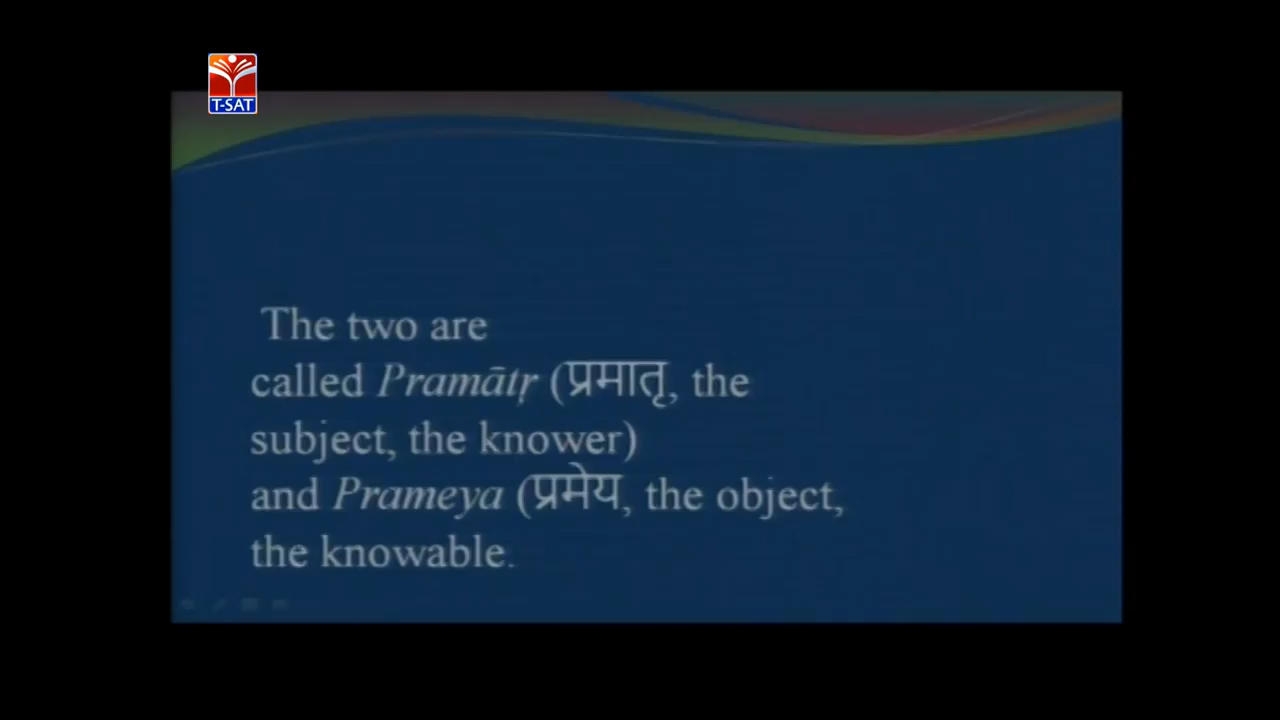 T-SAT
The two are
called Pramātṛ (प्रमातृ, the
subject, the knower)
and Prameya (प्रमेय, the object,
the knowable.